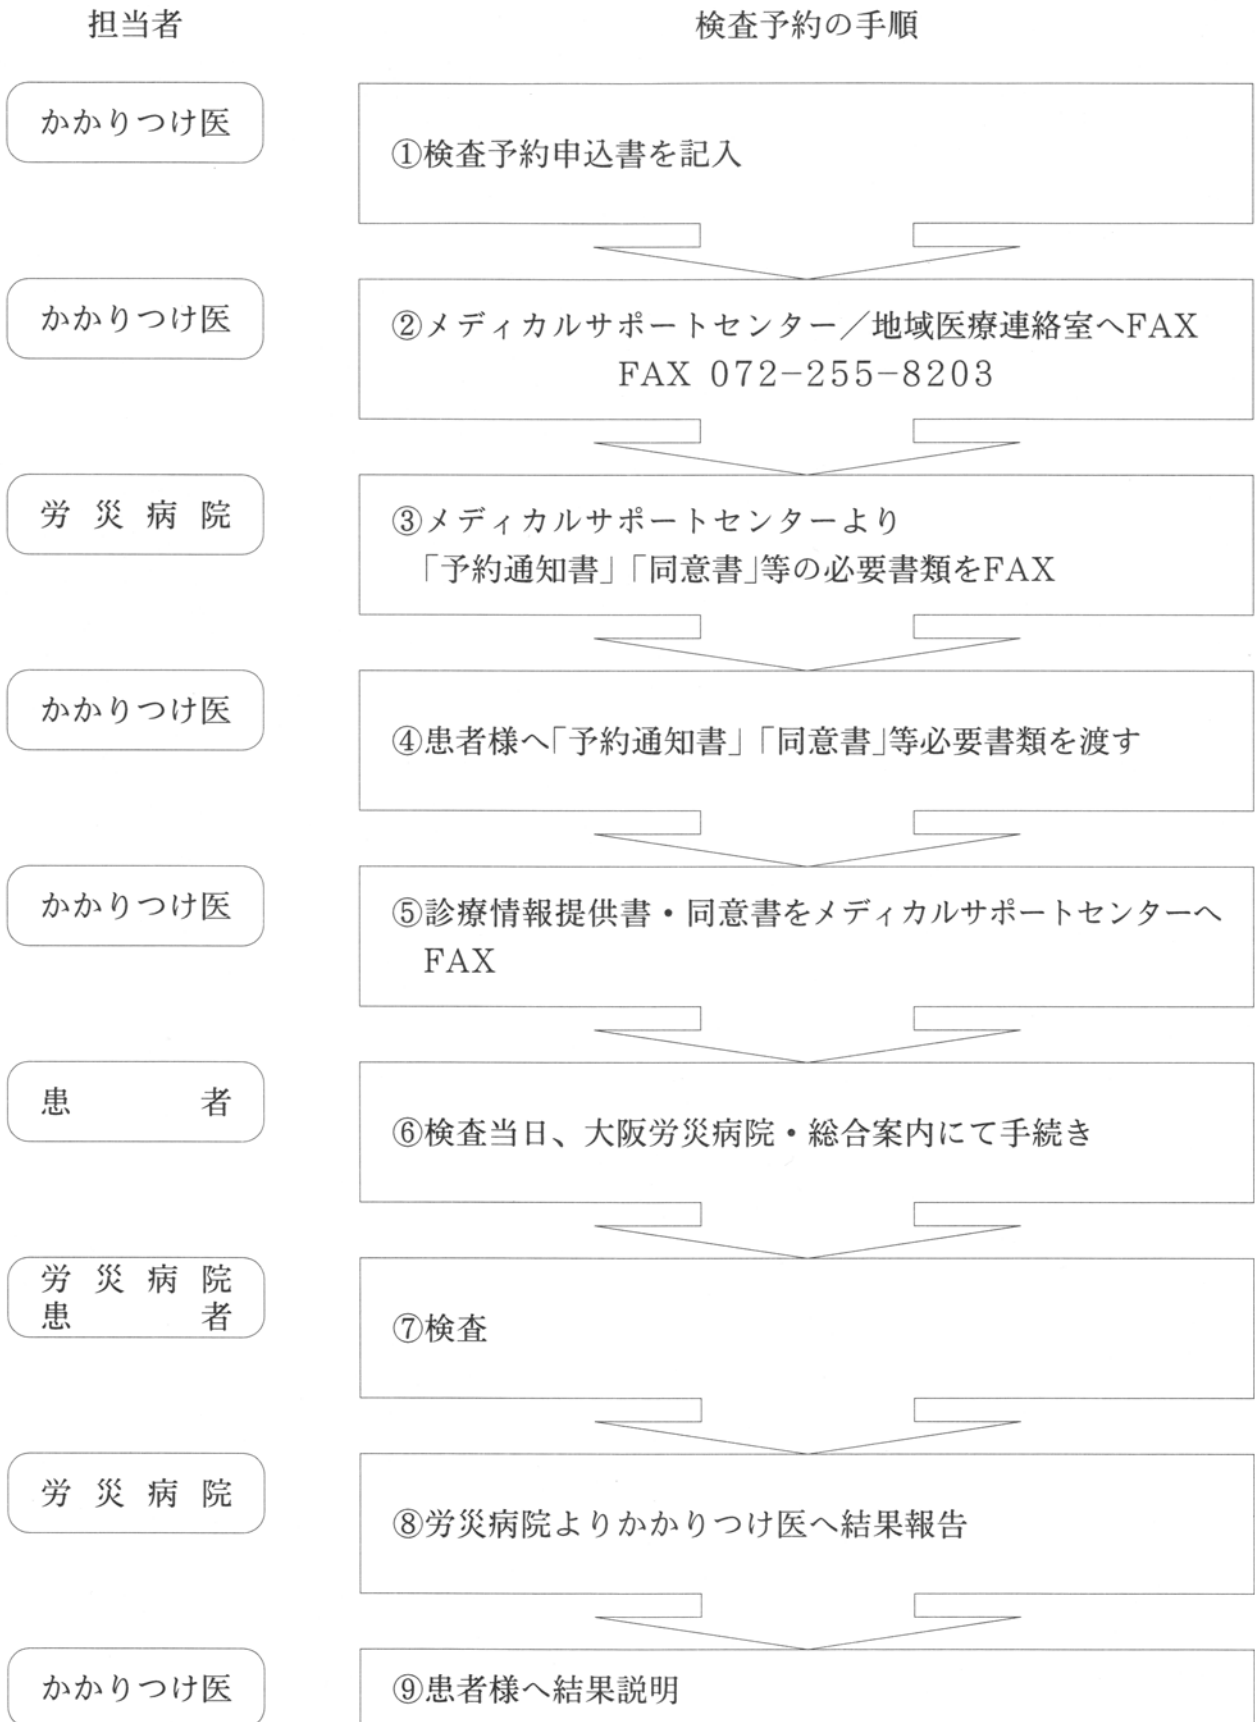 担当者
検査予約の手順
かかりつけ医
①検査予約申込書を記入
かかりつけ医
②メディカルサポートセンター／地域医療連絡室へFAX
FAX 072-255-8203
労災病院
③メディカルサポートセンターより
「予約通知書」「同意書」等の必要書類をFAX
かかりつけ医
④患者様へ「予約通知書」「同意書」等必要書類を渡す
かかりつけ医
⑤診療情報提供書・同意書をメディカルサポートセンターへ
FAX
患者
⑥検査当日、大阪労災病院・総合案内にて手続き
労災病院
患者
⑦検査
労災病院
⑧労災病院よりかかりつけ医へ結果報告
かかりつけ医
⑨患者様へ結果説明